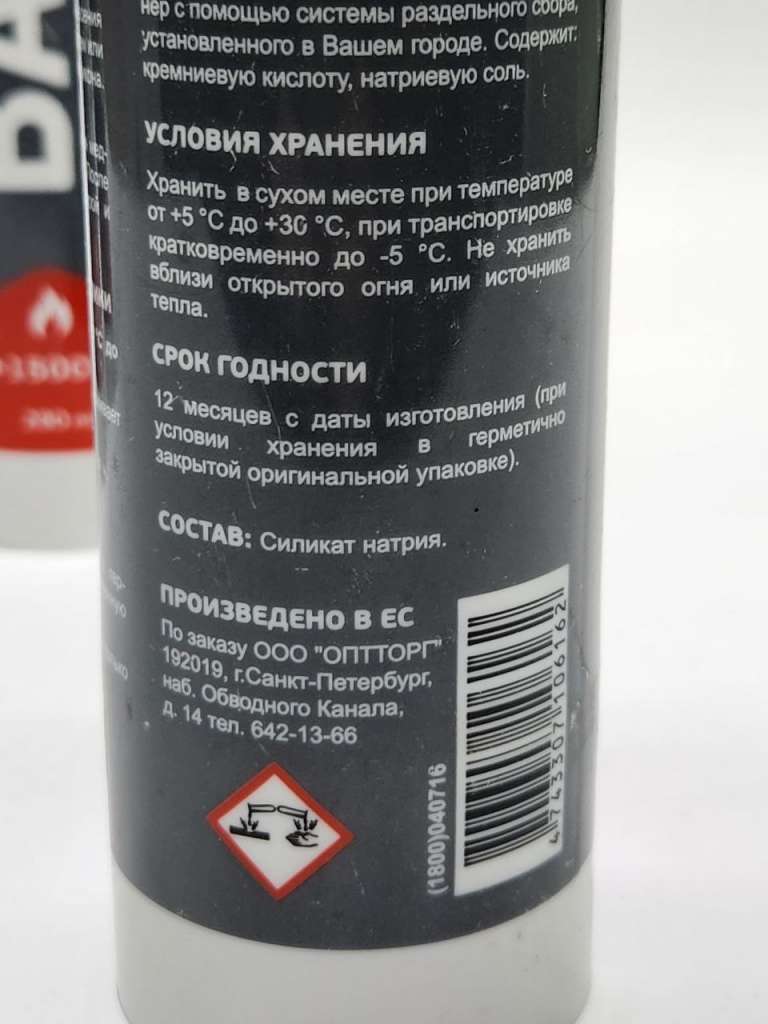 нер с помощью системы раздельного сбора,
установленного в Вашем городе. Содержит:
кремниевую кислоту, натриевую соль.
УСЛОВИЯ ХРАНЕНИЯ
Хранить в сухом месте при температуре
от +5 °С до +30 °С, при транспортировке
кратковременно до -5 °С. Не хранить
вблизи открытого огня или источника
тепла.
СРОК ГОДНОСТИ
12 месяцев с даты изготовления (при
условии хранения в герметично
закрытой оригинальной упаковке).
СОСТАВ: Силикат натрия.
ПРОИЗВЕДЕНО В ЕС
По заказу ООО "ОПТТОРГ"
192019, г.Санкт-Петербург,
наб. Обводного Канала,
д. 14 тел. 642-13-66
(1800)040716
4 743307 106162